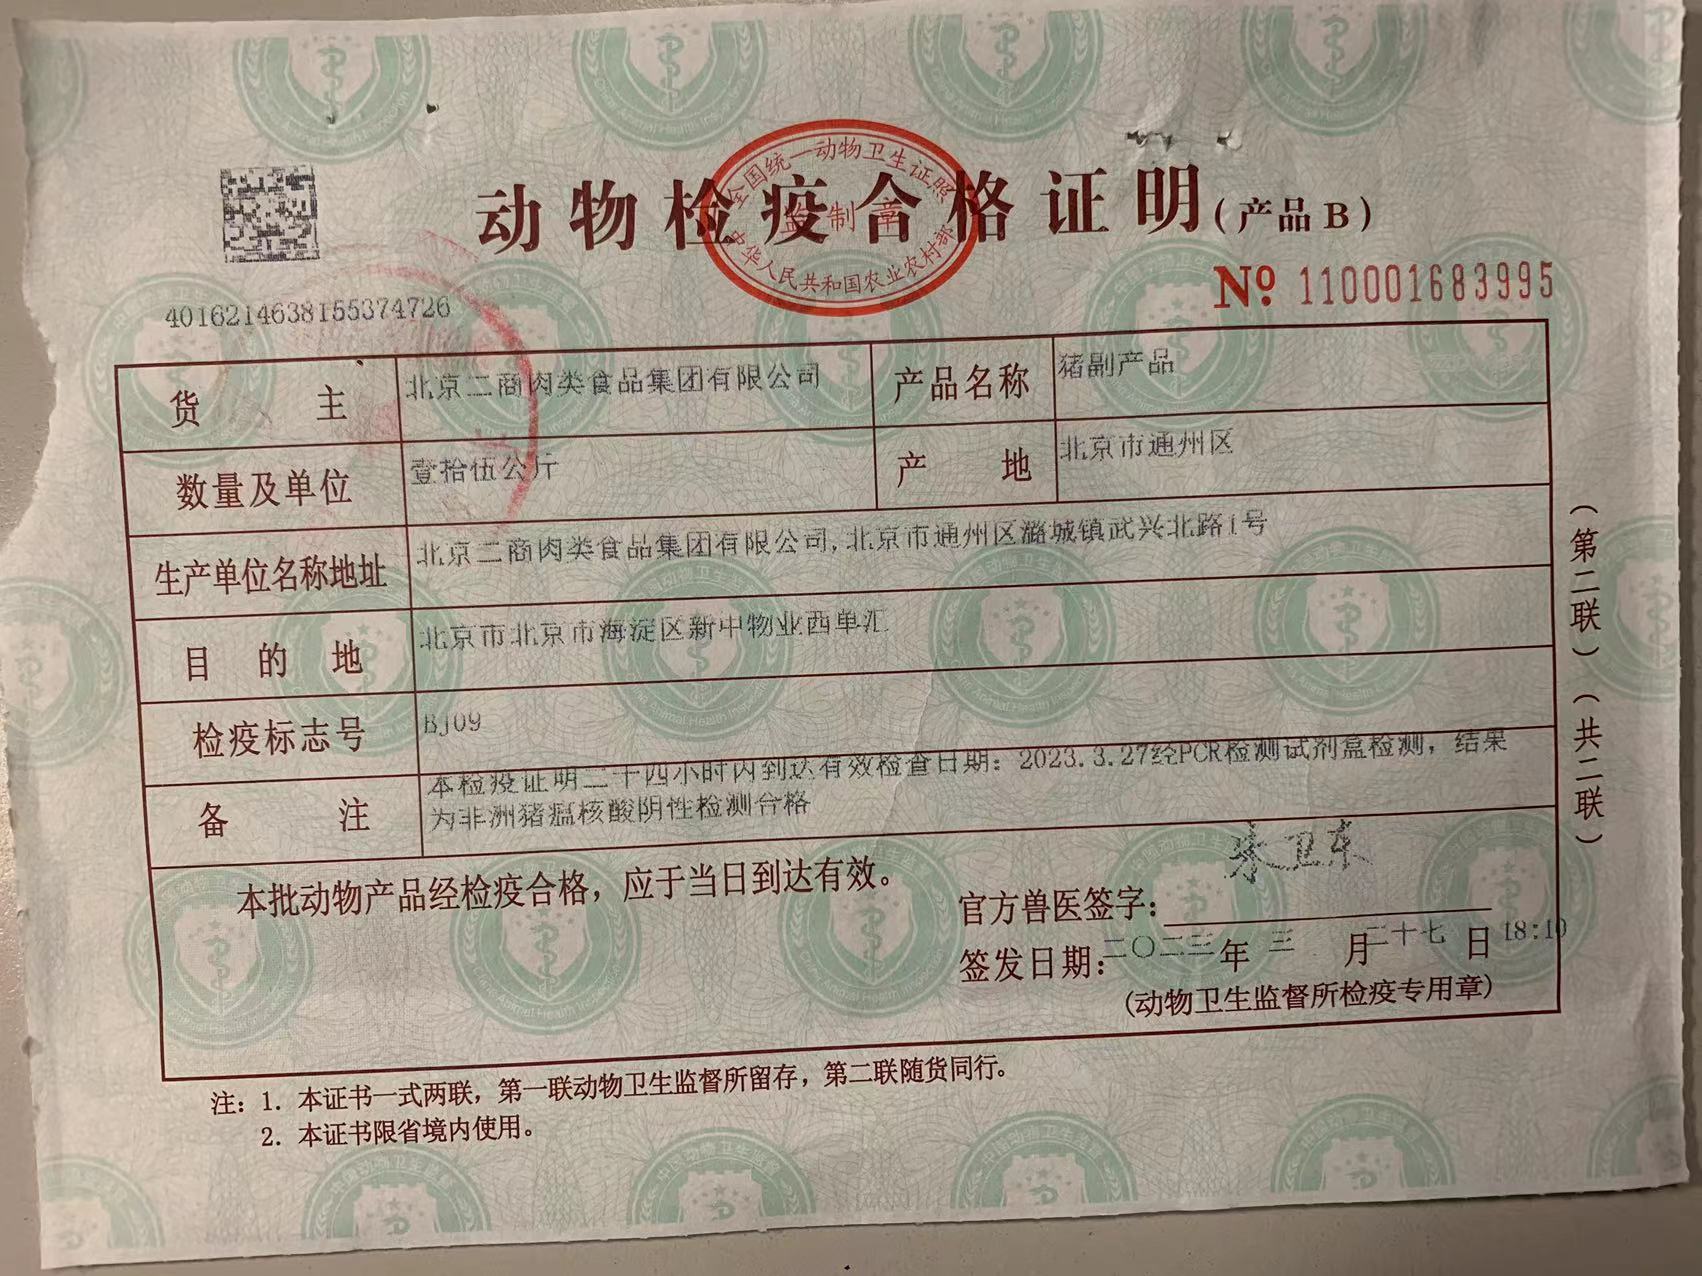 动物检疫合格证明(产品B)
全国统一动物卫生证照
监制章
中华人民共和国农业农村部
№ 110001683995
4016214638155374726
货主 北京二商肉类食品集团有限公司 产品名称 猪副产品
数量及单位 壹拾伍公斤 产地 北京市通州区
生产单位名称地址 北京二商肉类食品集团有限公司,北京市通州区潞城镇武兴北路1号
目的地 北京市北京市海淀区新中物业西单汇
检疫标志号 BJ09
备注 本检疫证明二十四小时内到达有效检查日期：2023.3.27经PCR检测试剂盒检测，结果
为非洲猪瘟核酸阴性检测合格
本批动物产品经检疫合格，应于当日到达有效。
官方兽医签字：
卫东
签发日期：二〇二三年三月二十七日 18:10
(动物卫生监督所检疫专用章)
(第二联)(共二联)
注：1. 本证书一式两联，第一联动物卫生监督所留存，第二联随货同行。
2. 本证书限省境内使用。